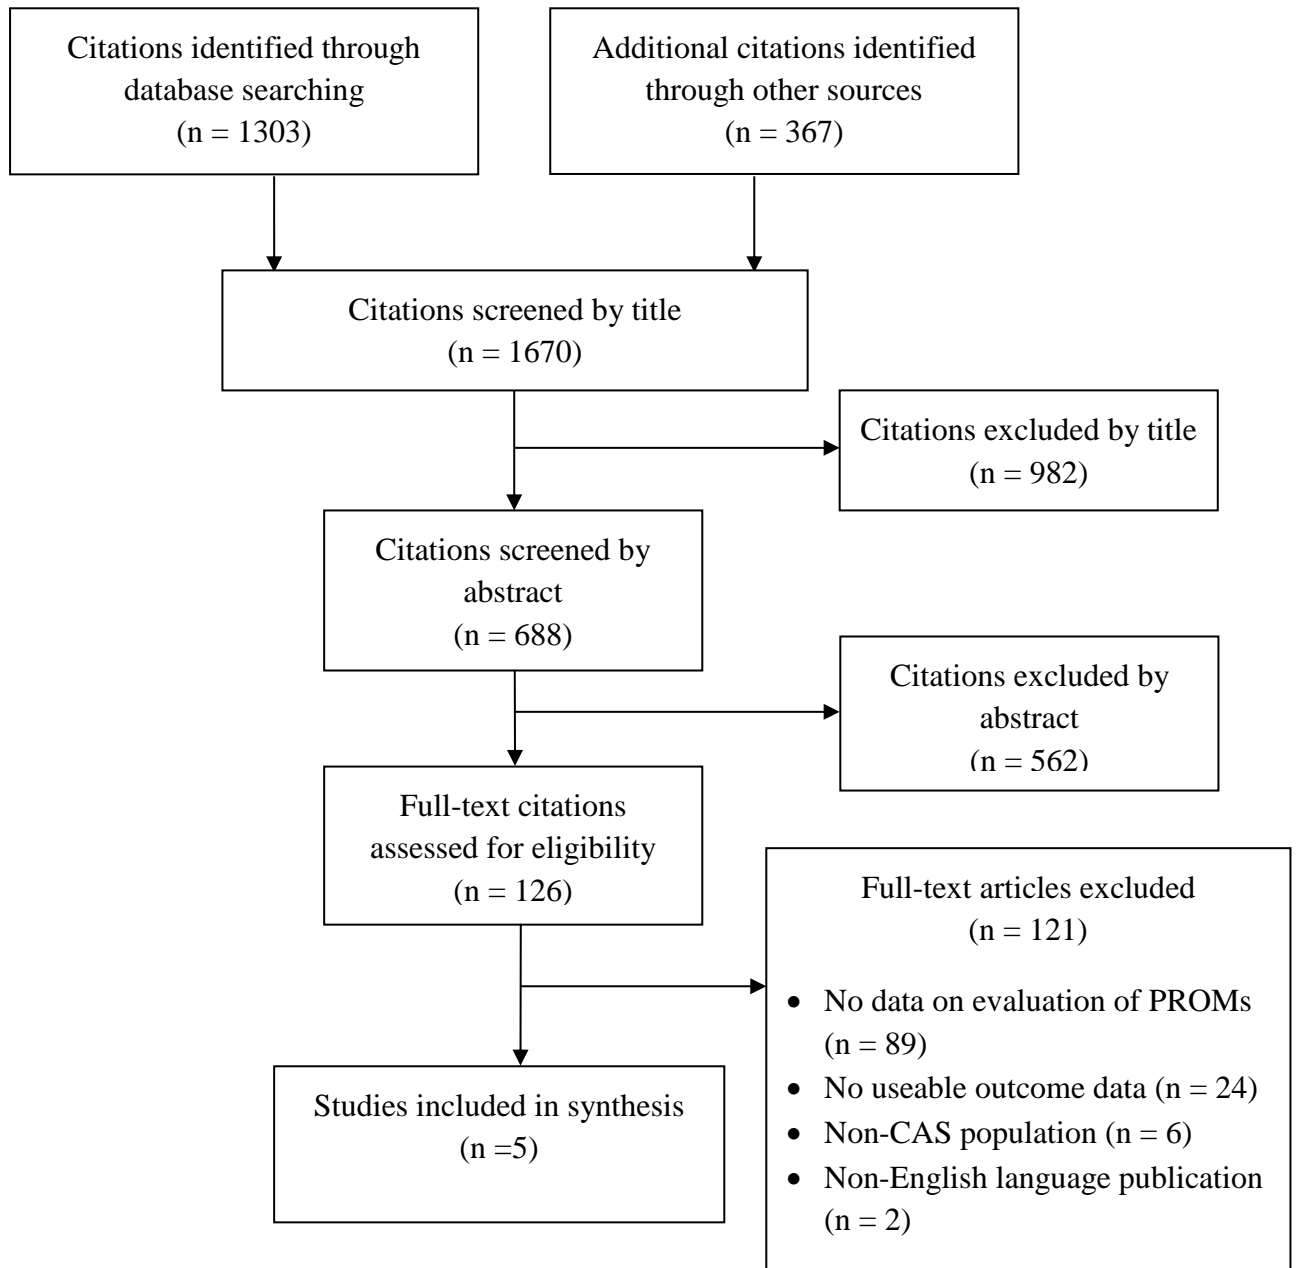 Citations identified through
database searching
(n = 1303)
Additional citations identified
through other sources
(n = 367)
Citations screened by title
(n = 1670)
Citations excluded by title
(n = 982)
Citations screened by
abstract
(n = 688)
Citations excluded by
abstract
(n = 562)
Full-text citations
assessed for eligibility
(n = 126)
Full-text articles excluded
(n = 121)
• No data on evaluation of PROMs
(n = 89)
• No useable outcome data (n = 24)
• Non-CAS population (n = 6)
• Non-English language publication
(n = 2)
Studies included in synthesis
(n =5)